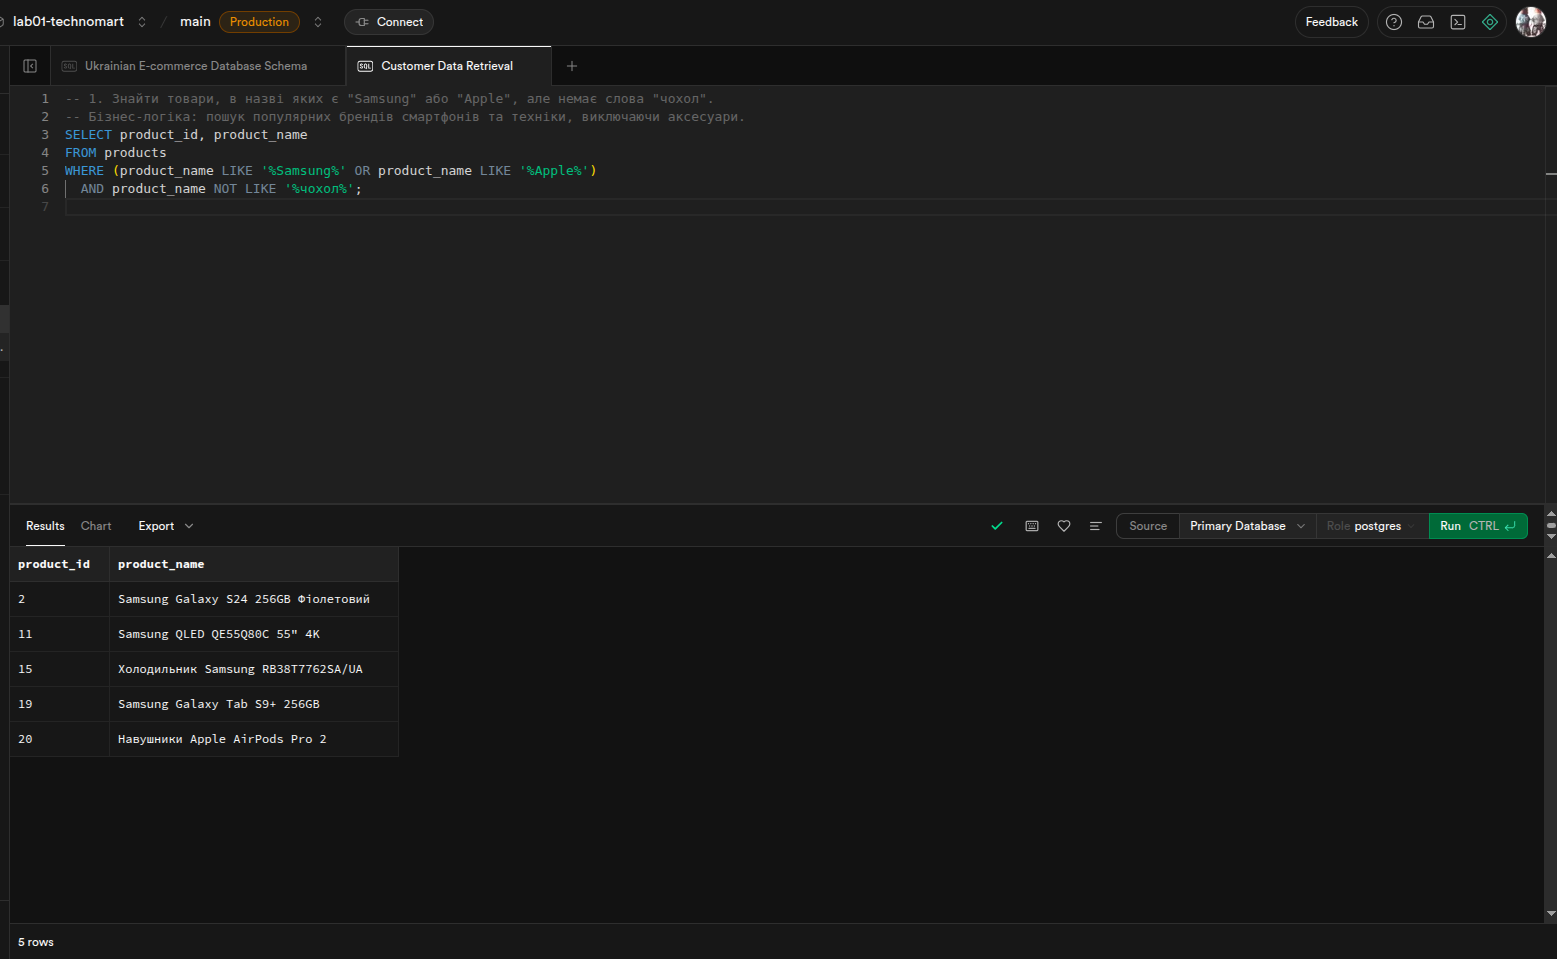 lab01-technomart / main Production Connect Feedback
SQL Ukrainian E-commerce Database Schema SQL Customer Data Retrieval
1 -- 1. Знайти товари, в назві яких є "Samsung" або "Apple", але немає слова "чохол".
2 -- Бізнес-логіка: пошук популярних брендів смартфонів та техніки, виключаючи аксесуари.
3 SELECT product_id, product_name
4 FROM products
5 WHERE (product_name LIKE '%Samsung%' OR product_name LIKE '%Apple%')
6 AND product_name NOT LIKE '%чохол%';
7
Results Chart Export Source Primary Database Role postgres Run CTRL
product_id product_name
2 Samsung Galaxy S24 256GB Фіолетовий
11 Samsung QLED QE55Q80C 55" 4K
15 Холодильник Samsung RB38T7762SA/UA
19 Samsung Galaxy Tab S9+ 256GB
20 Навушники Apple AirPods Pro 2
5 rows